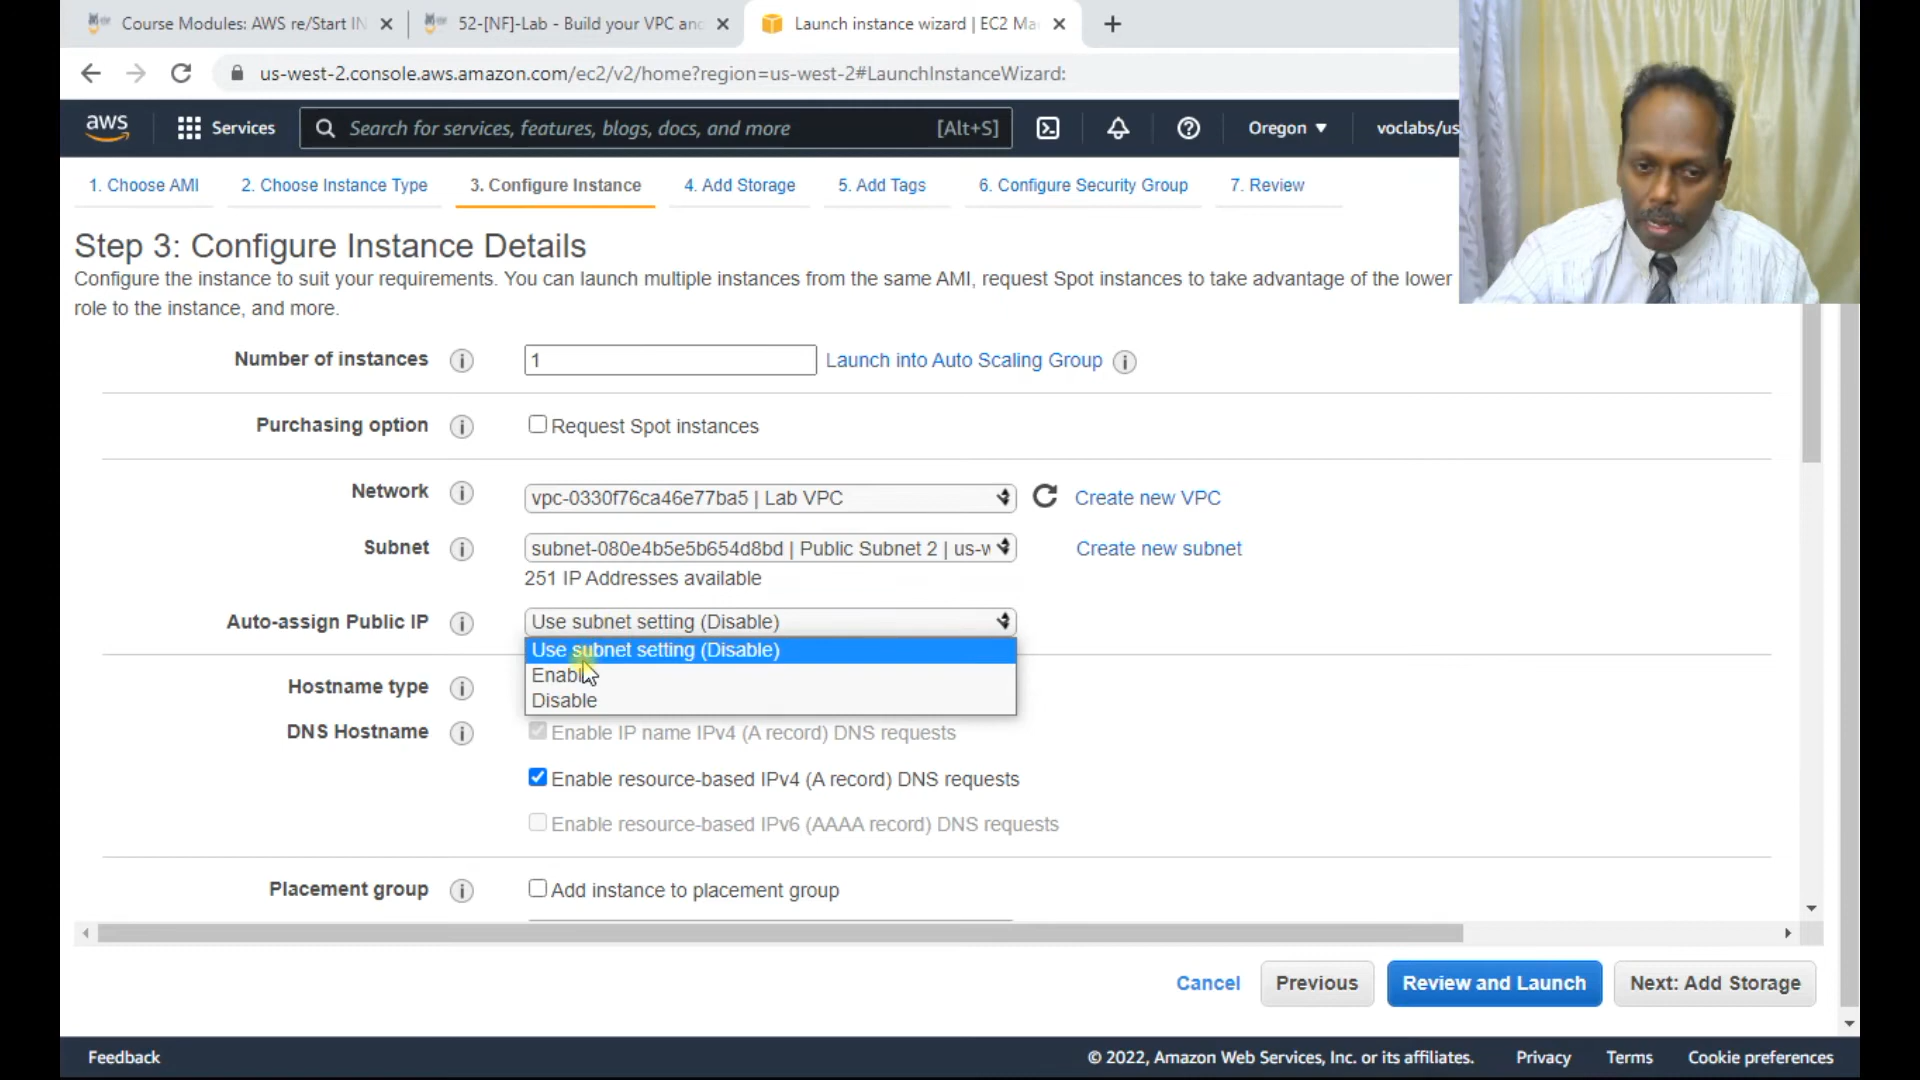 Course Modules: AWS re/Start IN
52-[NF]-Lab - Build your VPC and
Launch instance wizard | EC2 Ma
us-west-2.console.aws.amazon.com/ec2/v2/home?region=us-west-2#LaunchInstanceWizard:
aws
Services
Search for services, features, blogs, docs, and more
[Alt+S]
Oregon
voclabs/us
1. Choose AMI
2. Choose Instance Type
3. Configure Instance
4. Add Storage
5. Add Tags
6. Configure Security Group
7. Review
Step 3: Configure Instance Details
Configure the instance to suit your requirements. You can launch multiple instances from the same AMI, request Spot instances to take advantage of the lower
role to the instance, and more.
Number of instances
1
Launch into Auto Scaling Group
Purchasing option
Request Spot instances
Network
vpc-0330f76ca46e77ba5 | Lab VPC
Create new VPC
Subnet
subnet-080e4b5e5b654d8bd | Public Subnet 2 | us-w
Create new subnet
251 IP Addresses available
Auto-assign Public IP
Use subnet setting (Disable)
Use subnet setting (Disable)
Enable
Disable
Hostname type
DNS Hostname
Enable IP name IPv4 (A record) DNS requests
Enable resource-based IPv4 (A record) DNS requests
Enable resource-based IPv6 (AAAA record) DNS requests
Placement group
Add instance to placement group
Cancel
Previous
Review and Launch
Next: Add Storage
Feedback
© 2022, Amazon Web Services, Inc. or its affiliates.
Privacy
Terms
Cookie preferences